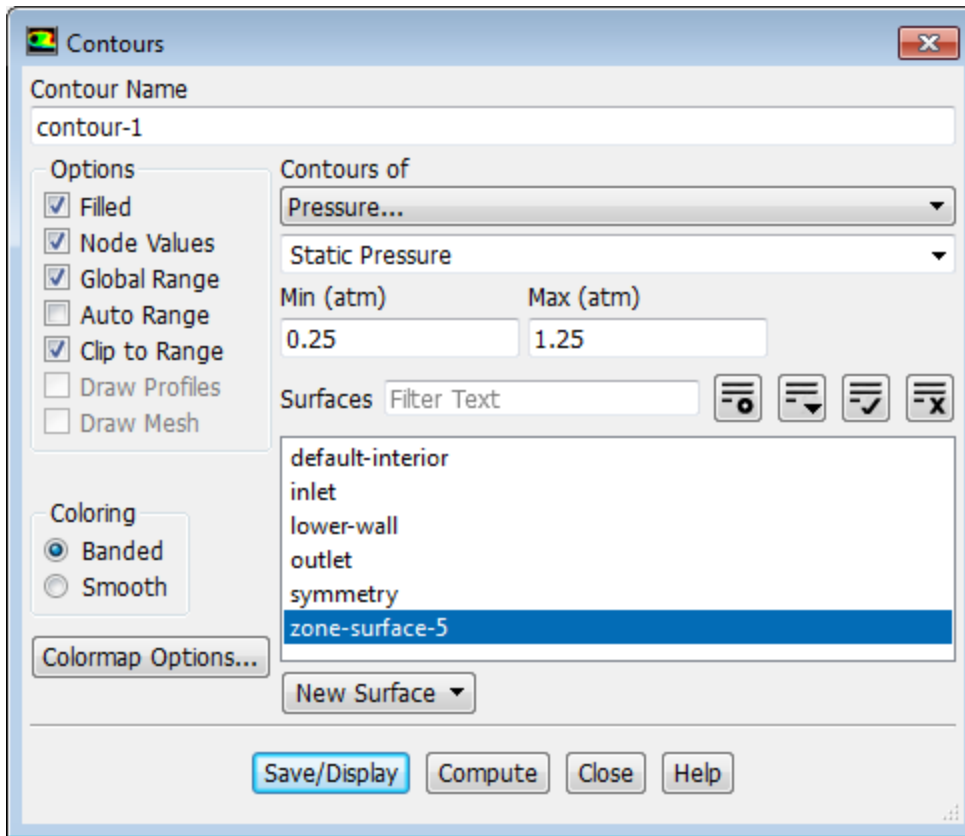 Contours
Contour Name
contour-1
Options
Filled
Node Values
Global Range
Auto Range
Clip to Range
Draw Profiles
Draw Mesh
Coloring
Banded
Smooth
Colormap Options...
Contours of
Pressure...
Static Pressure
Min (atm) Max (atm)
0.25 1.25
Surfaces Filter Text
default-interior
inlet
lower-wall
outlet
symmetry
zone-surface-5
New Surface
Save/Display Compute Close Help